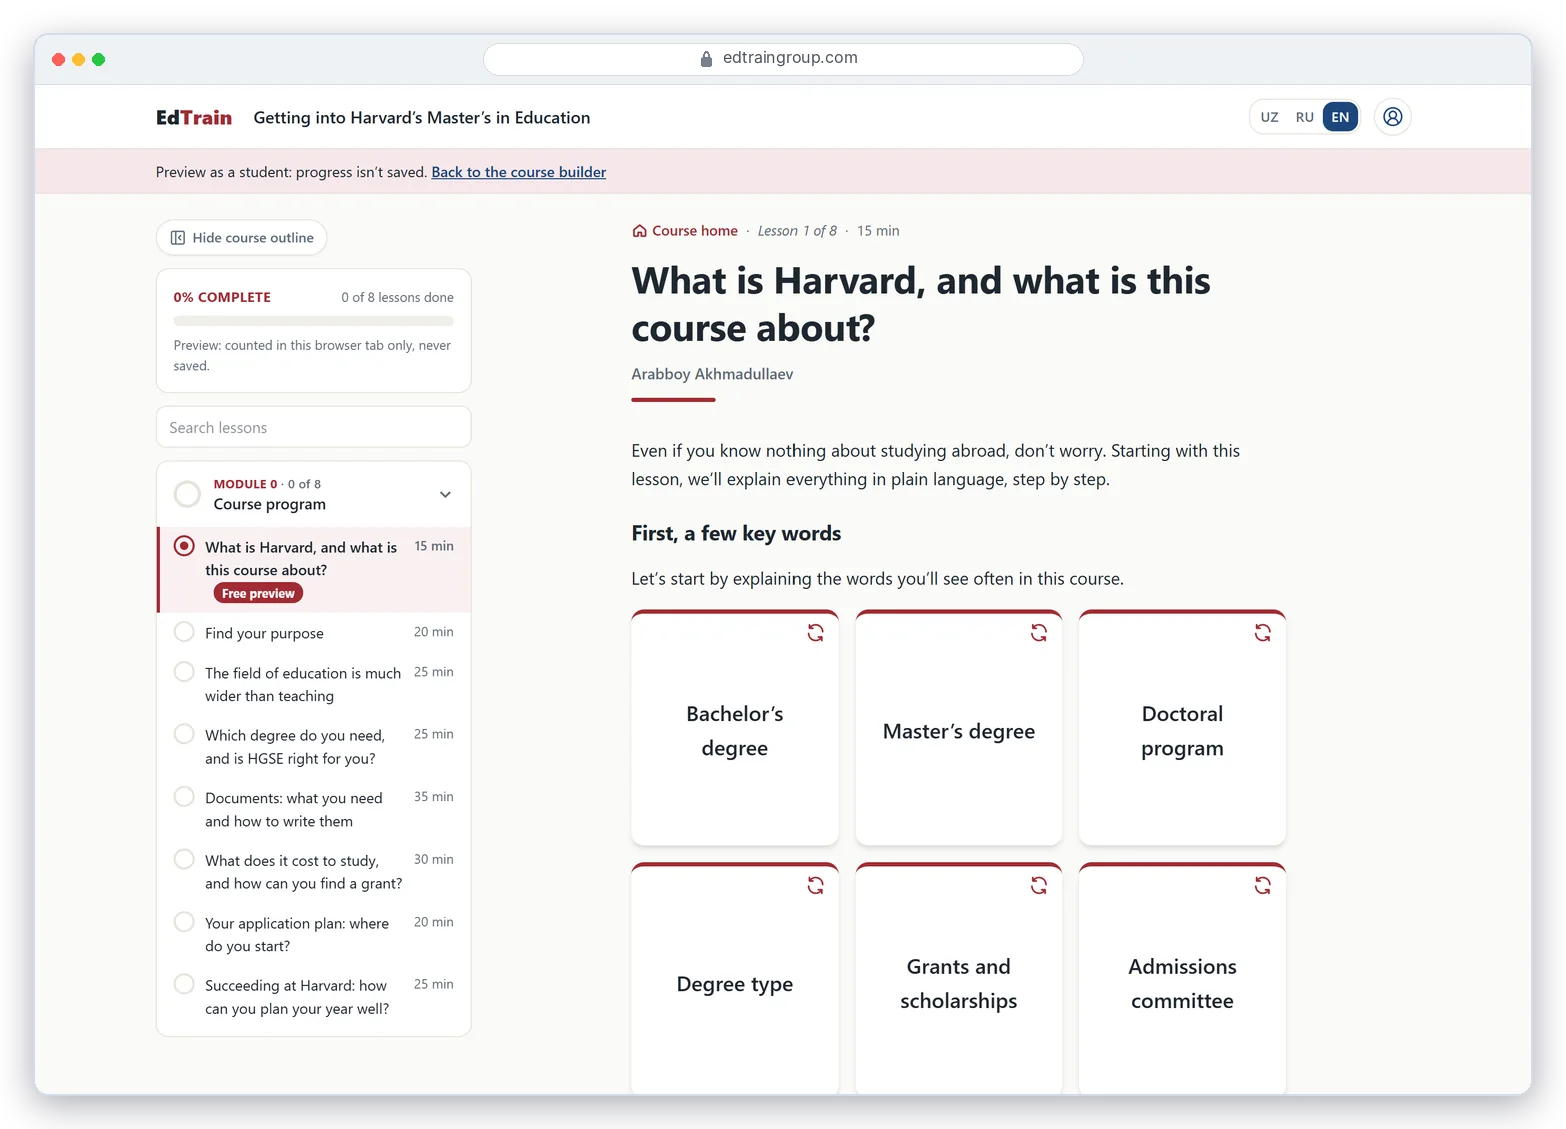 edtraingroup.com
EdTrain
Getting into Harvard’s Master’s in Education
UZ
RU
EN
Preview as a student: progress isn’t saved. Back to the course builder
Hide course outline
0% COMPLETE
0 of 8 lessons done
Preview: counted in this browser tab only, never
saved.
Search lessons
MODULE 0 · 0 of 8
Course program
What is Harvard, and what is
this course about?
15 min
Free preview
Find your purpose
20 min
The field of education is much
wider than teaching
25 min
Which degree do you need,
and is HGSE right for you?
25 min
Documents: what you need
and how to write them
35 min
What does it cost to study,
and how can you find a grant?
30 min
Your application plan: where
do you start?
20 min
Succeeding at Harvard: how
can you plan your year well?
25 min
Course home · Lesson 1 of 8 · 15 min
What is Harvard, and what is this
course about?
Arabboy Akhmadullaev
Even if you know nothing about studying abroad, don’t worry. Starting with this
lesson, we’ll explain everything in plain language, step by step.
First, a few key words
Let’s start by explaining the words you’ll see often in this course.
Bachelor’s
degree
Master’s degree
Doctoral
program
Degree type
Grants and
scholarships
Admissions
committee